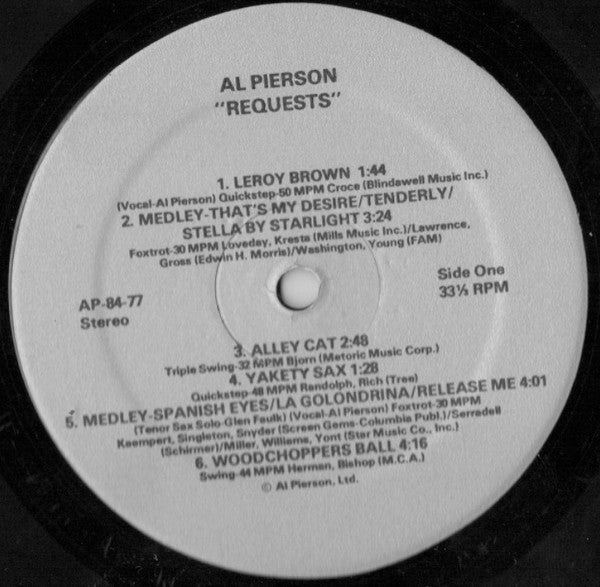 AL PIERSON
"REQUESTS"
1. LEROY BROWN 1:44
(Vocal-Al Pierson) Quickstep-50 MPM Croce (Blindawell Music Inc.)
2. MEDLEY-THAT'S MY DESIRE/TENDERLY/
STELLA BY STARLIGHT 3:24
Foxtrot-30 MPM Loveday, Kresta (Mills Music Inc.)/Lawrence,
Gross (Edwin H. Morris)/Washington, Young (FAM)
AP-84-77
Stereo
Side One
33⅓ RPM
3. ALLEY CAT 2:48
Triple Swing-32 MPM Bjorn (Metoric Music Corp.)
4. YAKETY SAX 1:28
Quickstep-48 MPM Randolph, Rich (Tree)
5. MEDLEY-SPANISH EYES/LA GOLONDRINA/RELEASE ME 4:01
(Tenor Sax Solo-Glen Faulk) (Vocal-Al Pierson) Foxtrot-30 MPM
Kaempert, Singleton, Snyder (Screen Gems-Columbia Publ.)/Serradell
(Schirmer)/Miller, Williams, Yomt (Star Music Co., Inc.)
6. WOODCHOPPERS BALL 4:16
Swing-44 MPM Herman, Bishop (M.C.A.)
© Al Pierson, Ltd.